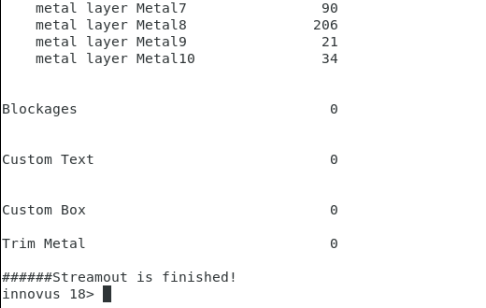 metal layer Metal7 90
metal layer Metal8 206
metal layer Metal9 21
metal layer Metal10 34
Blockages 0
Custom Text 0
Custom Box 0
Trim Metal 0
######Streamout is finished!
innovus 18>